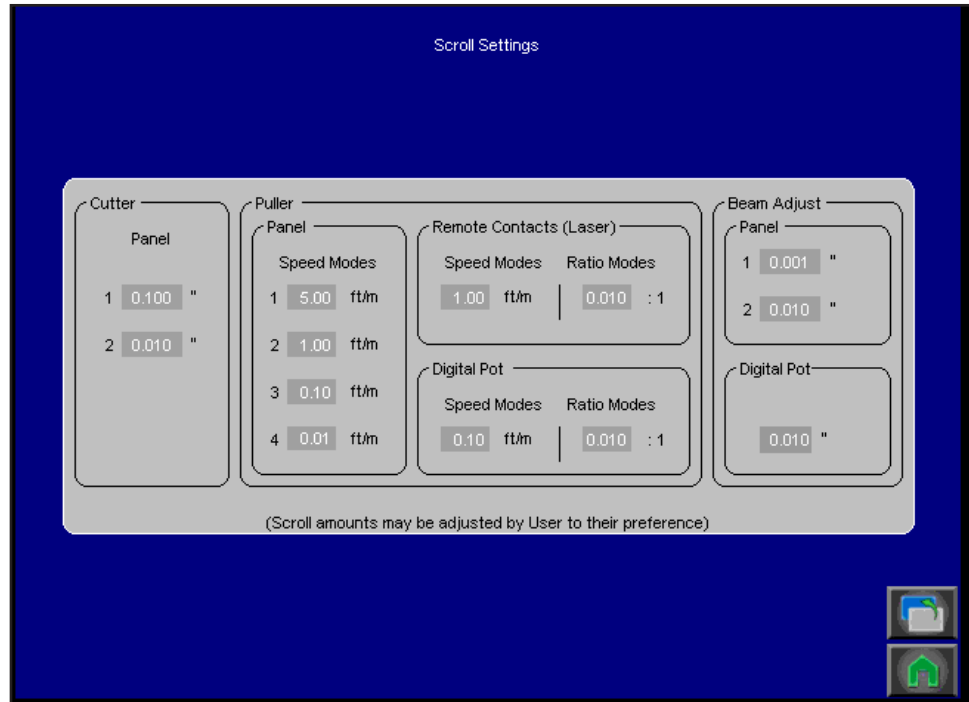 Scroll Settings
Cutter
Panel
1 0.100 "
2 0.010 "
Puller
Panel
Speed Modes
1 5.00 ft/m
2 1.00 ft/m
3 0.10 ft/m
4 0.01 ft/m
Remote Contacts (Laser)
Speed Modes Ratio Modes
1.00 ft/m 0.010 : 1
Digital Pot
Speed Modes Ratio Modes
0.10 ft/m 0.010 : 1
Beam Adjust
Panel
1 0.001 "
2 0.010 "
Digital Pot
0.010 "
(Scroll amounts may be adjusted by User to their preference)